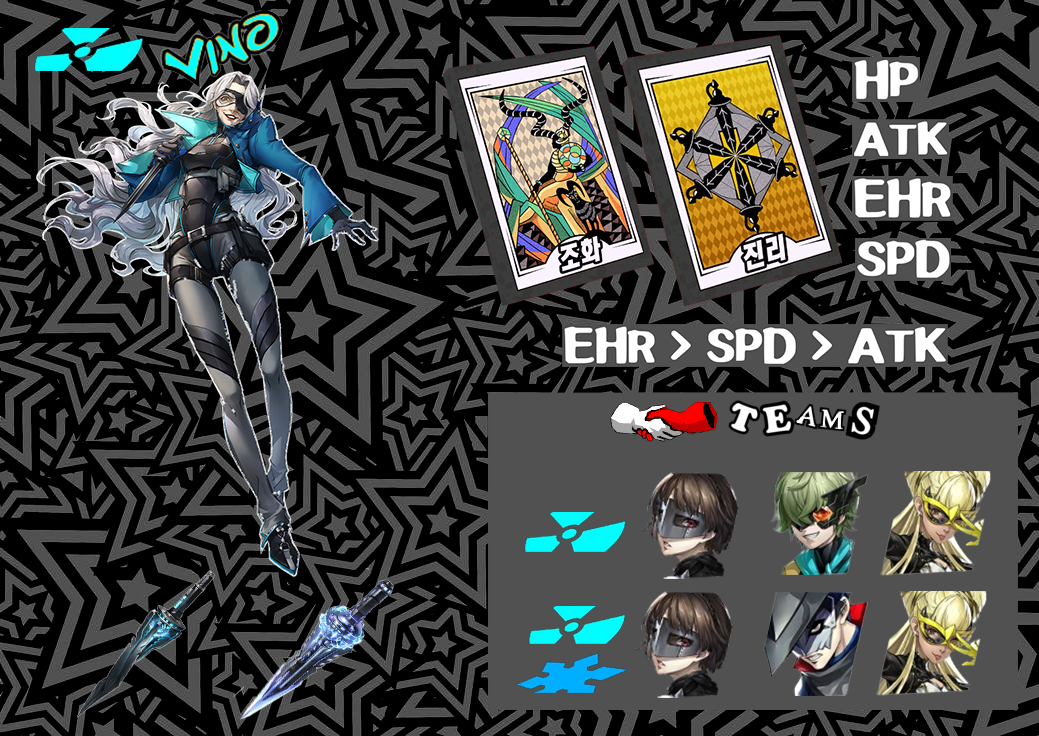 VINO
조화
진리
HP
ATK
EHR
SPD
EHR > SPD > ATK
TEAMS